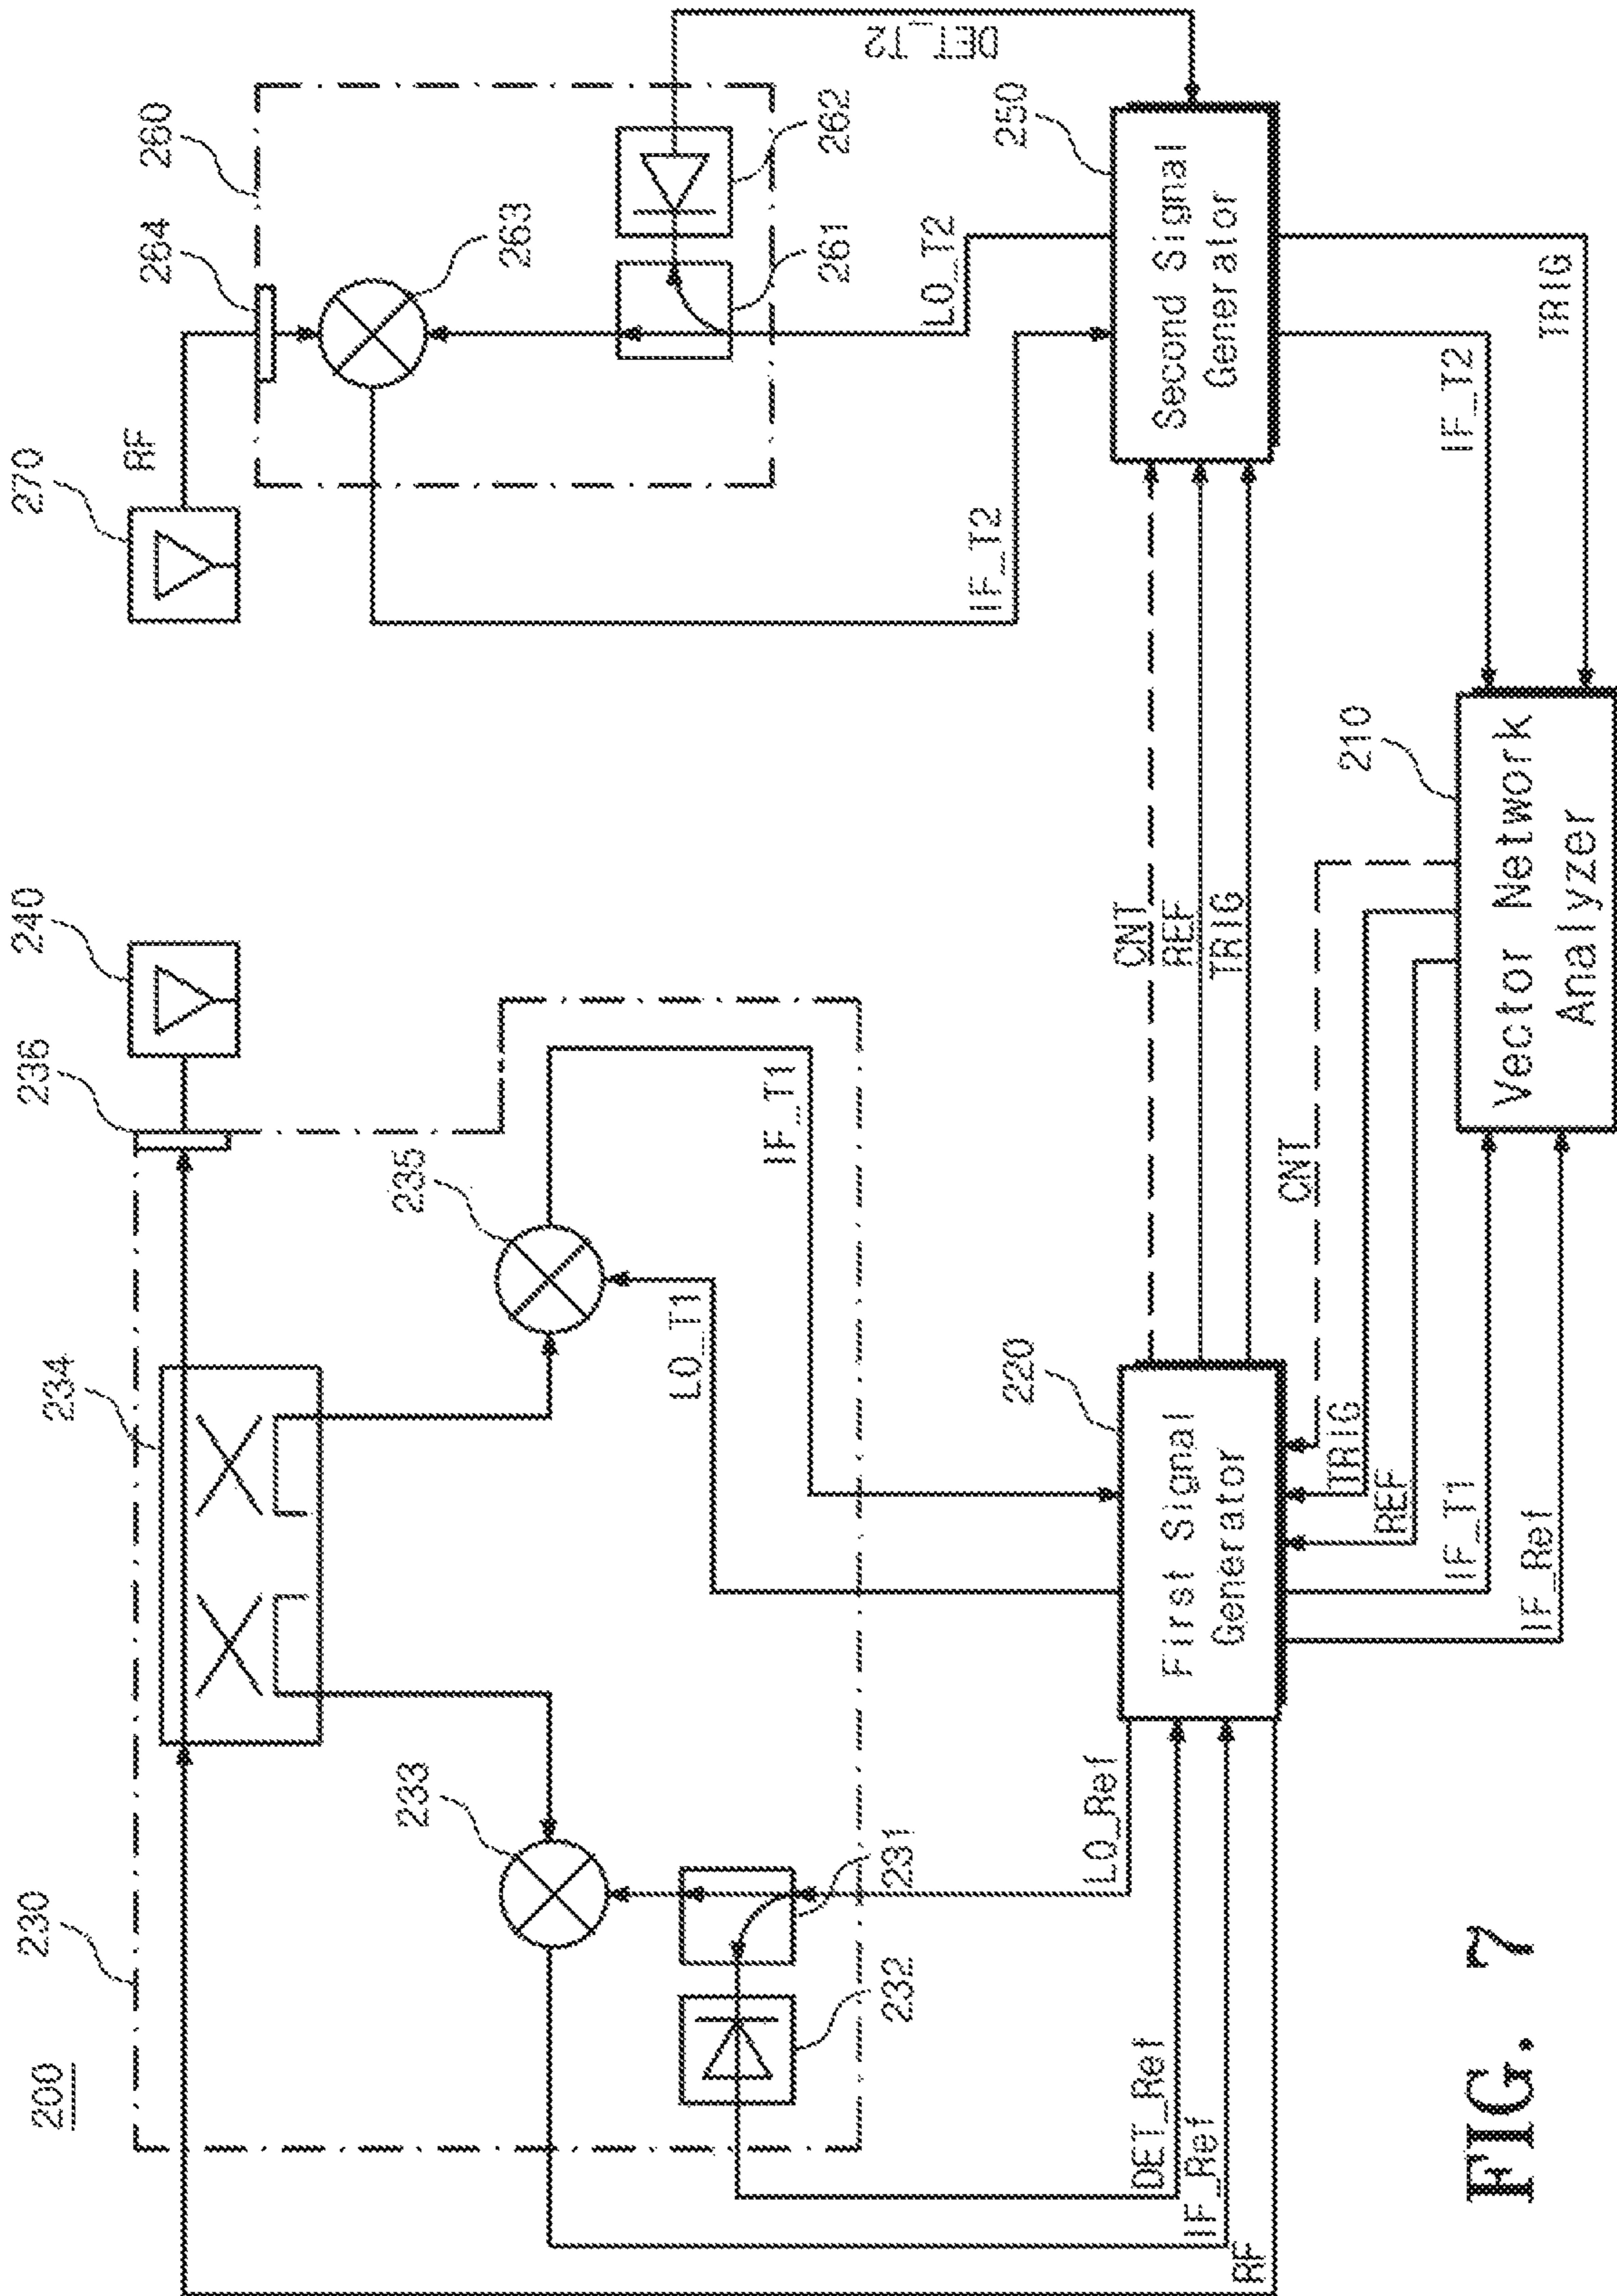 200
230
234
236
240
270
RF
264
260
263
262
261
DET_T2
233
235
231
232
LO_T1
IF_T1
IF_T2
LO_T2
LO_Ref
DET_Ref
IF_Ref
RF
220
First Signal
Generator
CNT
REF
TRIG
250
Second Signal
Generator
CNT
TRIG
REF
IF_T1
IF_Ref
210
Vector Network
Analyzer
IF_T2
TRIG
FIG. 7